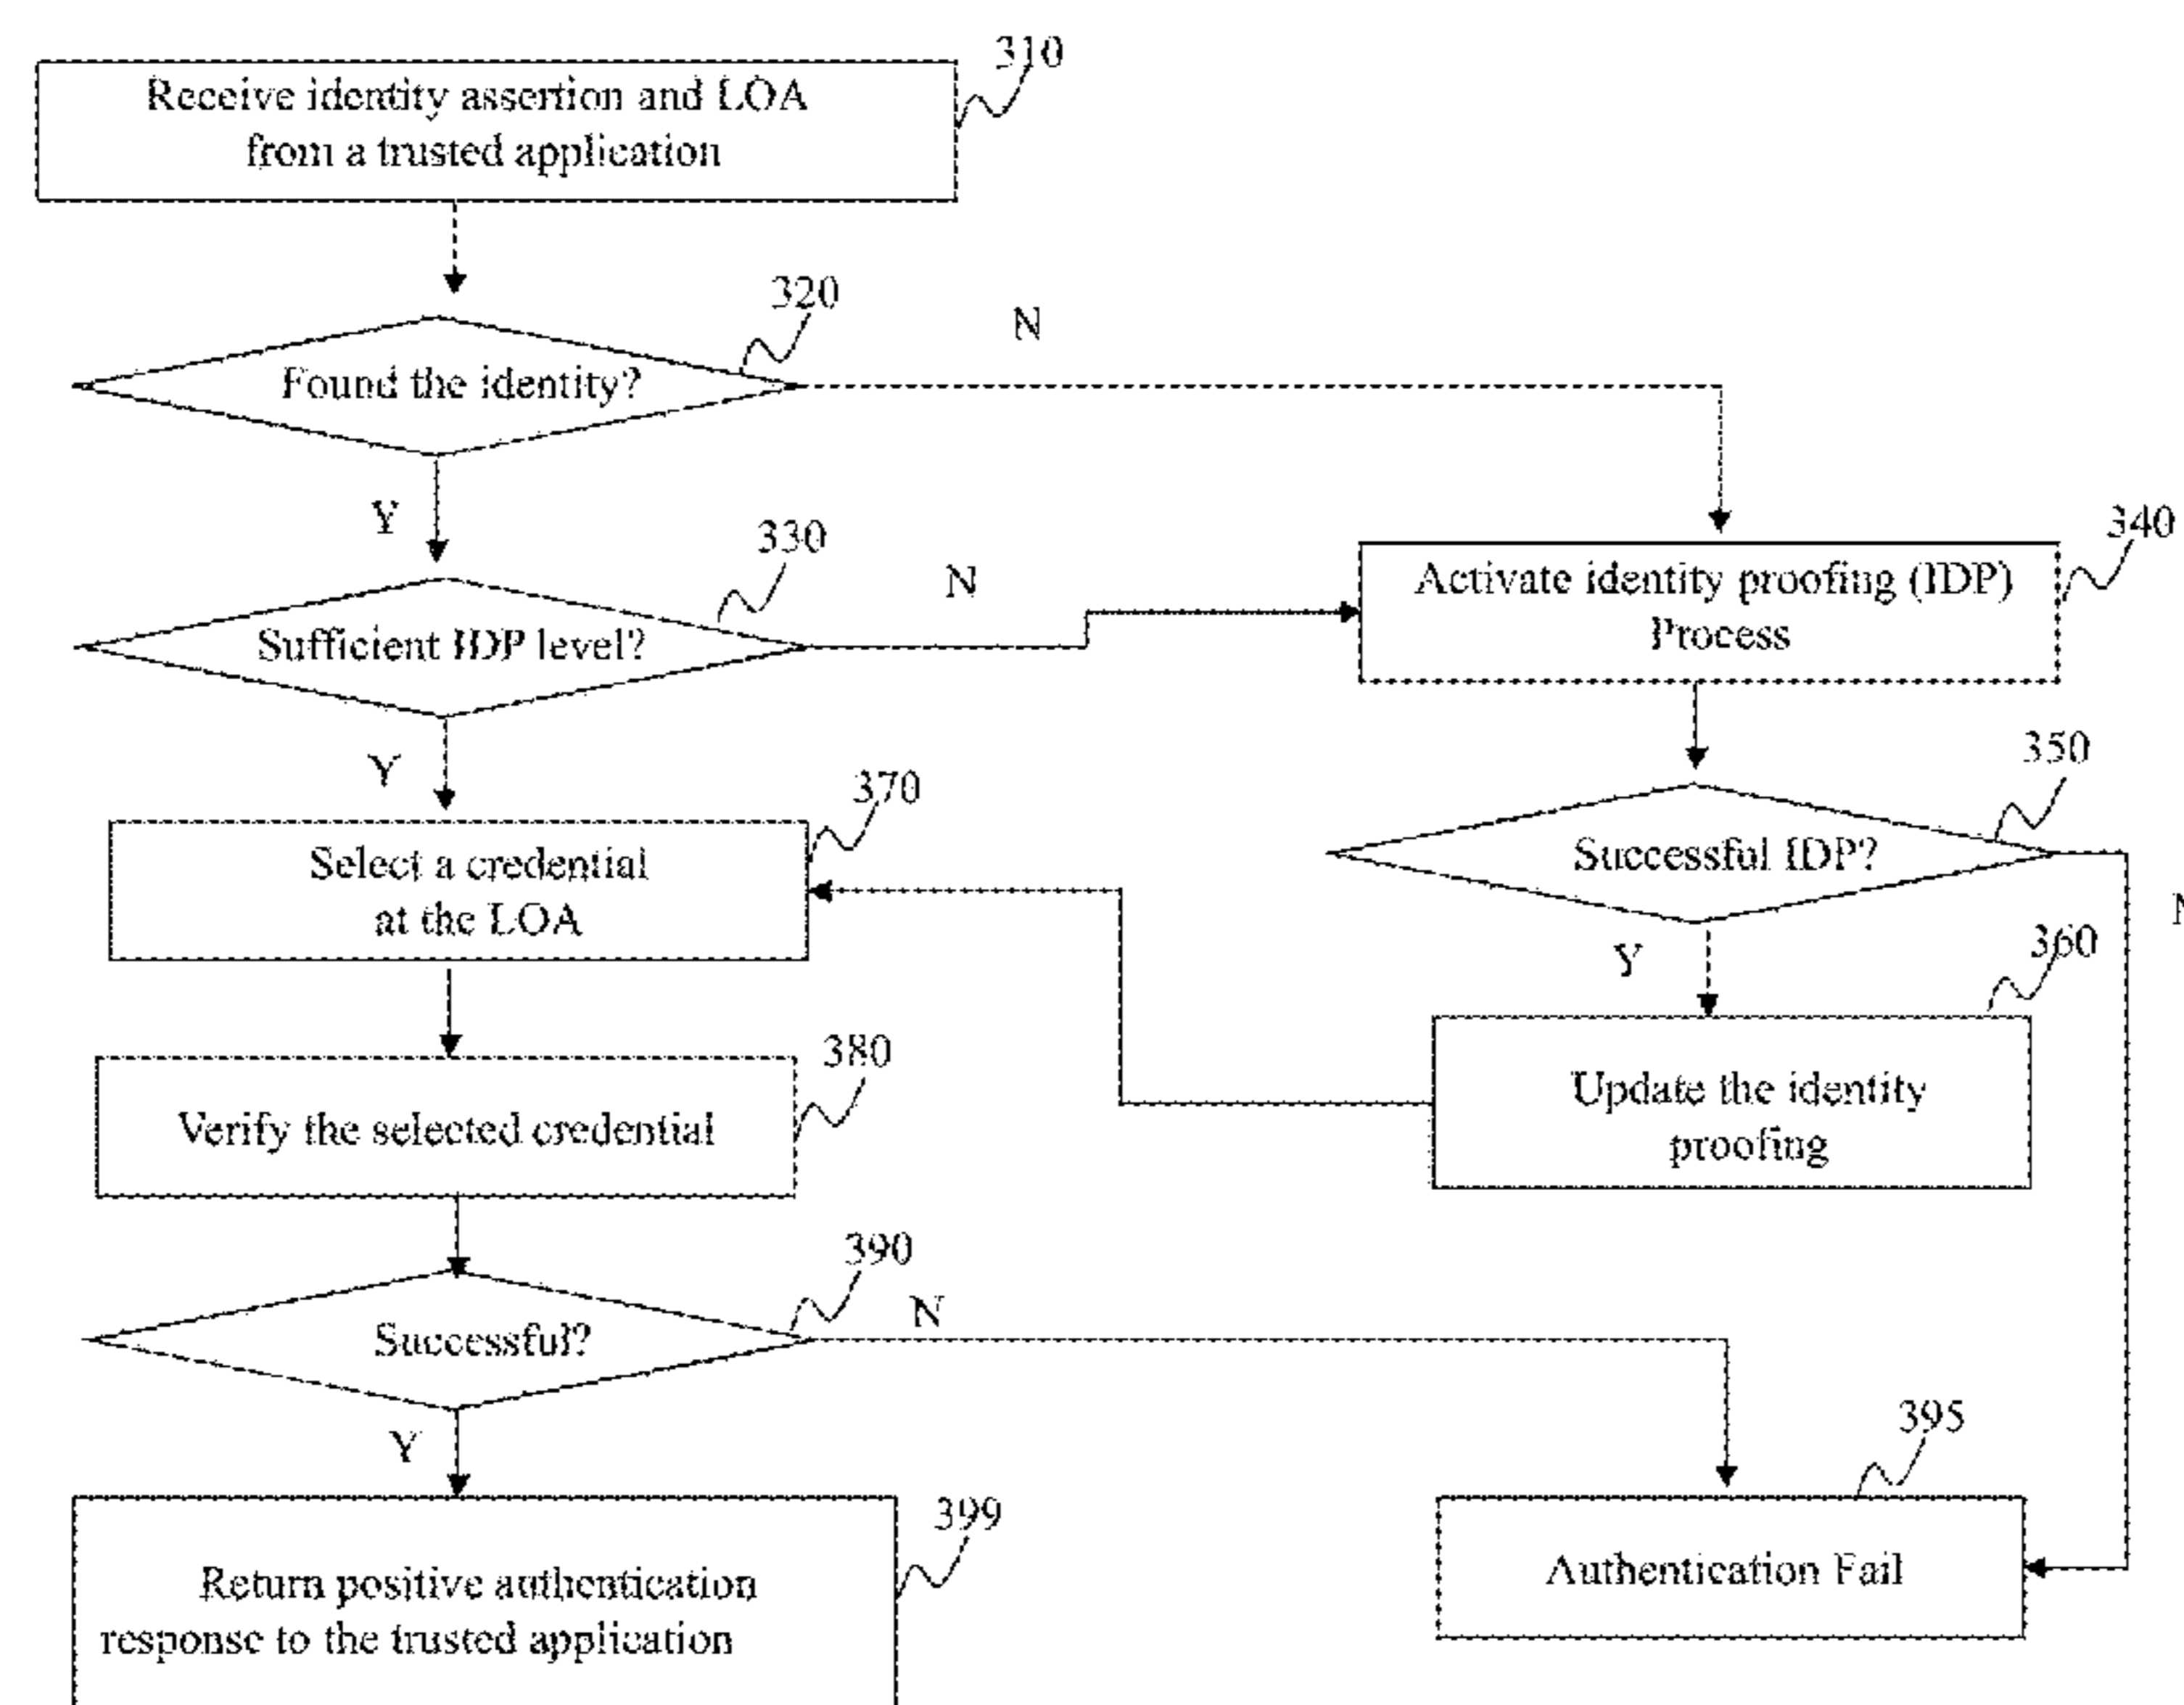 310
Receive identity assertion and LOA
from a trusted application
320
N
Found the identity?
Y
330
N
340
Sufficient IDP level?
Activate identity proofing (IDP)
Process
Y
350
370
Successful IDP?
Select a credential
at the LOA
N
Y
360
380
Update the identity
proofing
Verify the selected credential
390
N
Successful?
Y
395
399
Authentication Fail
Return positive authentication
response to the trusted application